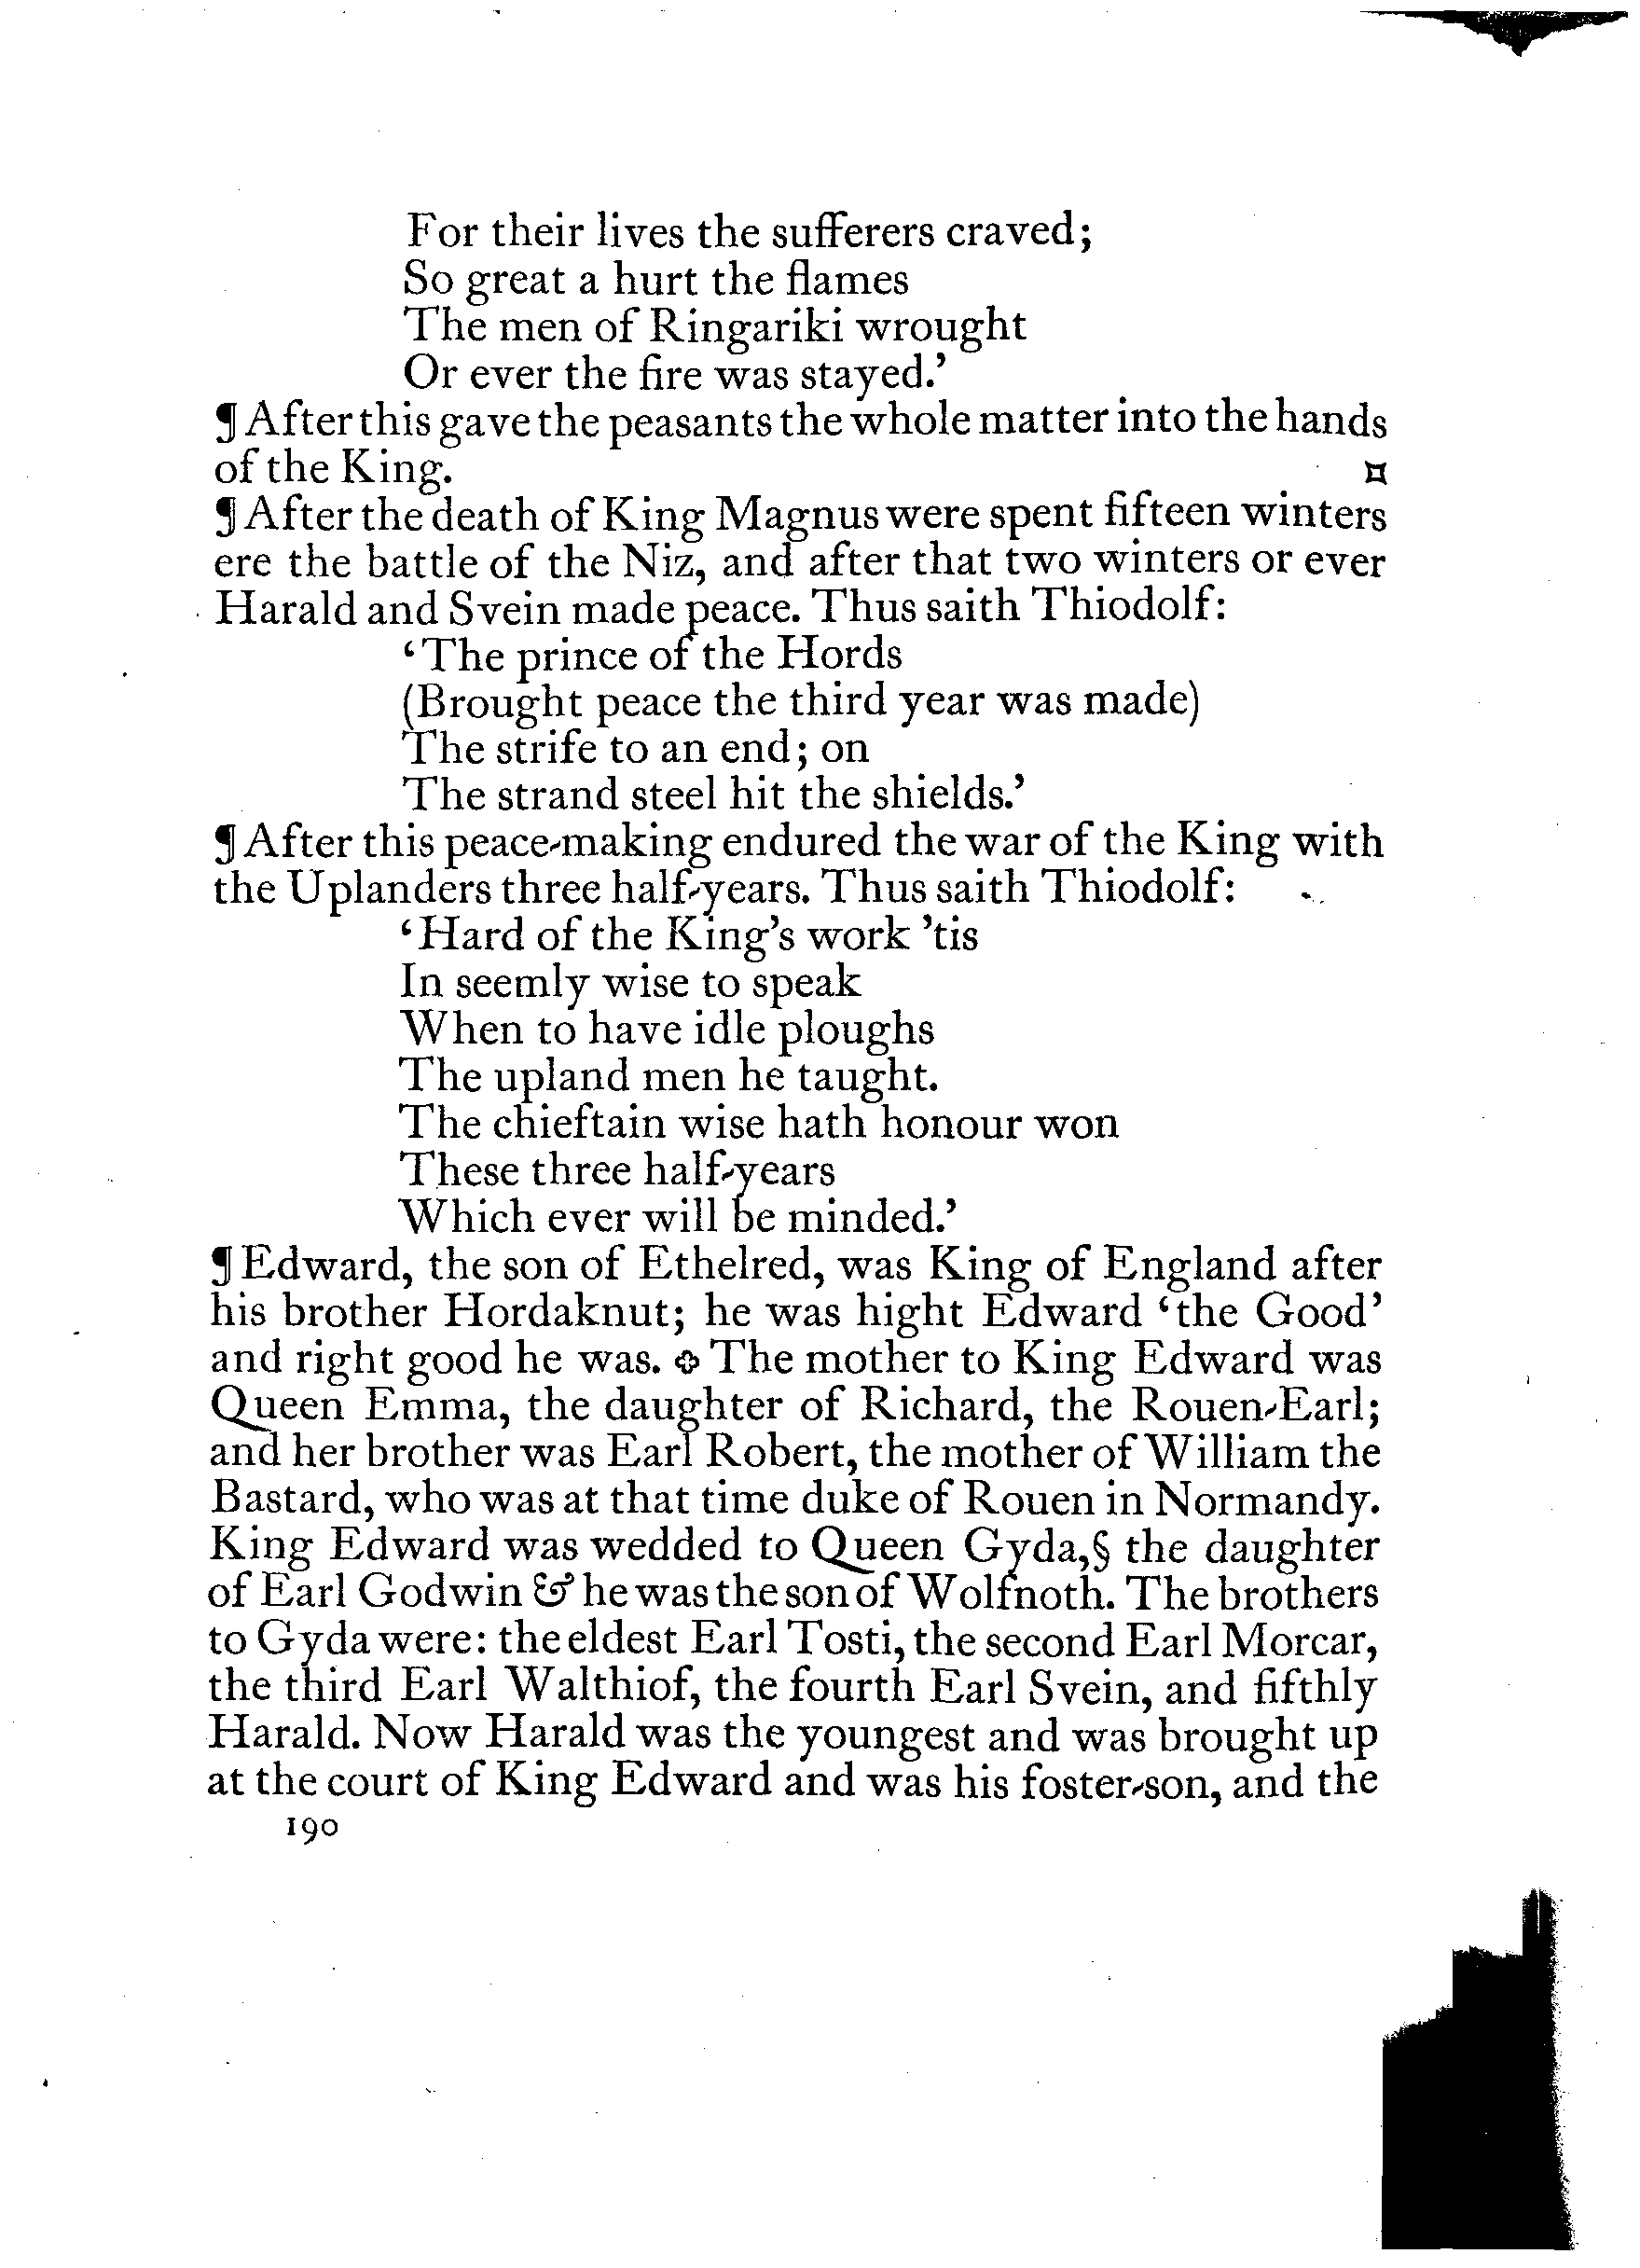 For their lives the sufferers craved;
So great a hurt the flames
The men of Ringariki wrought
Or ever the fire was stayed.’
¶ After this gave the peasants the whole matter into the hands
of the King. ¤
¶ After the death of King Magnus were spent fifteen winters
ere the battle of the Niz, and after that two winters or ever
Harald and Svein made peace. Thus saith Thiodolf:
‘The prince of the Hords
(Brought peace the third year was made)
The strife to an end; on
The strand steel hit the shields.’
¶ After this peace-making endured the war of the King with
the Uplanders three half-years. Thus saith Thiodolf:
‘Hard of the King’s work ’tis
In seemly wise to speak
When to have idle ploughs
The upland men he taught.
The chieftain wise hath honour won
These three half-years
Which ever will be minded.’
¶ Edward, the son of Ethelred, was King of England after
his brother Hordaknut; he was hight Edward ‘the Good’
and right good he was. ✥ The mother to King Edward was
Queen Emma, the daughter of Richard, the Rouen-Earl;
and her brother was Earl Robert, the mother of William the
Bastard, who was at that time duke of Rouen in Normandy.
King Edward was wedded to Queen Gyda,§ the daughter
of Earl Godwin & he was the son of Wolfnoth. The brothers
to Gyda were: the eldest Earl Tosti, the second Earl Morcar,
the third Earl Walthiof, the fourth Earl Svein, and fifthly
Harald. Now Harald was the youngest and was brought up
at the court of King Edward and was his foster-son, and the
190